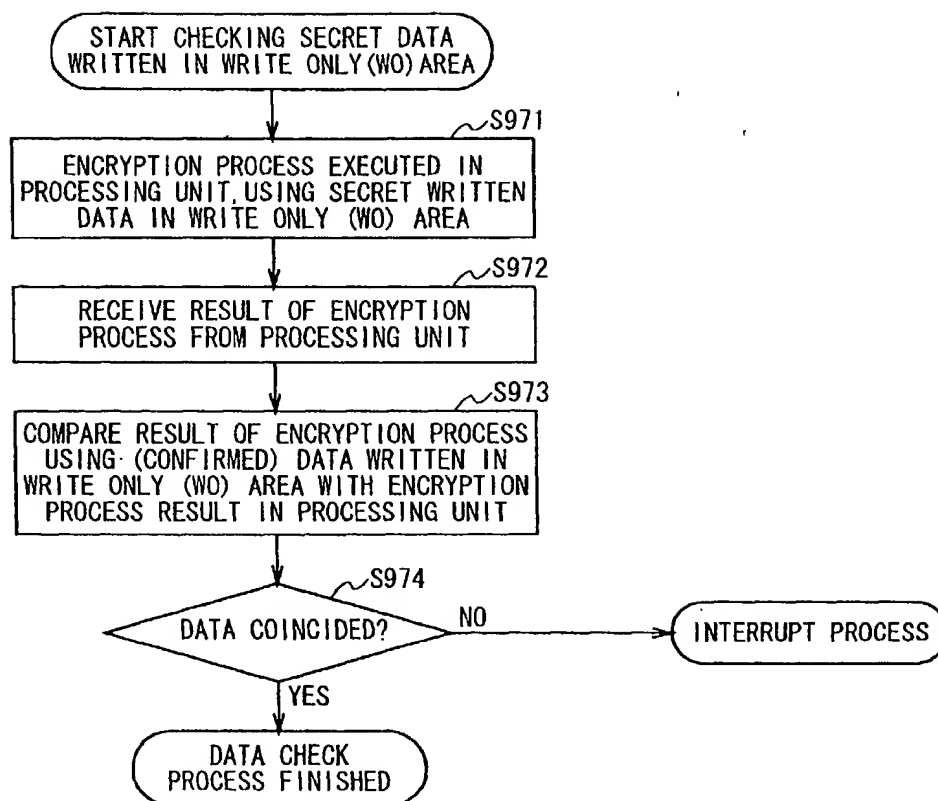 START CHECKING SECRET DATA
WRITTEN IN WRITE ONLY(WO)AREA
S971
ENCRYPTION PROCESS EXECUTED IN
PROCESSING UNIT, USING SECRET WRITTEN
DATA IN WRITE ONLY (WO) AREA
S972
RECEIVE RESULT OF ENCRYPTION
PROCESS FROM PROCESSING UNIT
S973
COMPARE RESULT OF ENCRYPTION PROCESS
USING (CONFIRMED) DATA WRITTEN IN
WRITE ONLY (WO) AREA WITH ENCRYPTION
PROCESS RESULT IN PROCESSING UNIT
S974
DATA COINCIDED?
NO
INTERRUPT PROCESS
YES
DATA CHECK
PROCESS FINISHED